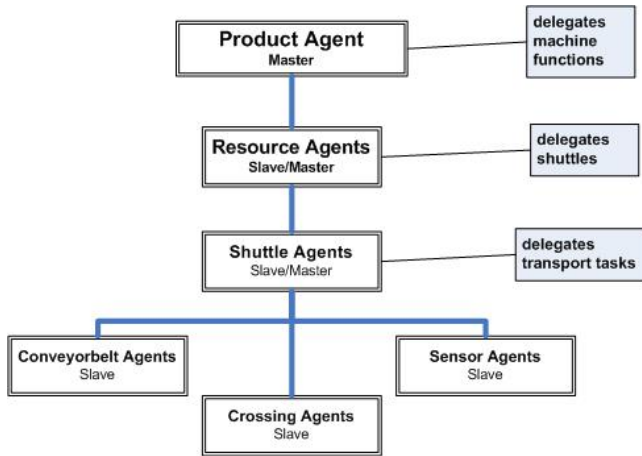 Product Agent
Master
delegates
machine
functions
Resource Agents
Slave/Master
delegates
shuttles
Shuttle Agents
Slave/Master
delegates
transport tasks
Conveyorbelt Agents
Slave
Sensor Agents
Slave
Crossing Agents
Slave